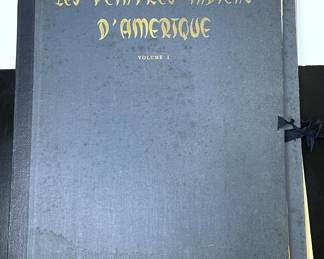 LES PEINTRES INDIENS
D'AMERIQUE
VOLUME I